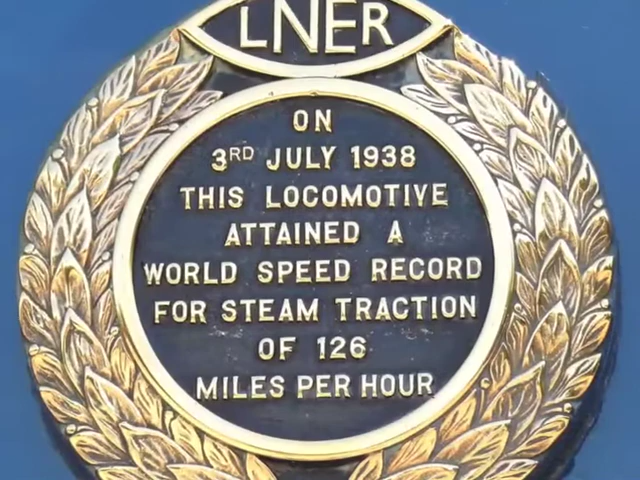 LNER
ON
3RD JULY 1938
THIS LOCOMOTIVE
ATTAINED A
WORLD SPEED RECORD
FOR STEAM TRACTION
OF 126
MILES PER HOUR